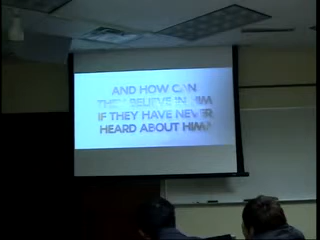 AND HOW CAN
THEY BELIEVE IN HIM
IF THEY HAVE NEVER
HEARD ABOUT HIM?